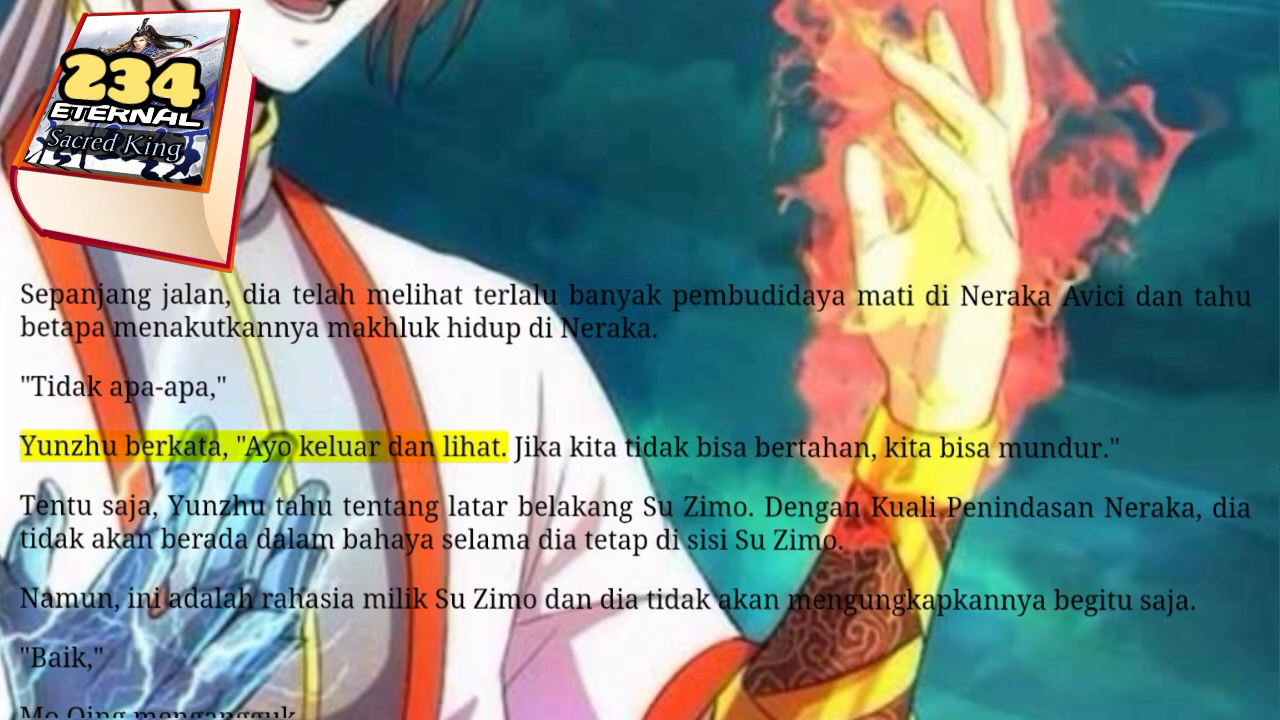 234
ETERNAL
Sacred King
Sepanjang jalan, dia telah melihat terlalu banyak pembudidaya mati di Neraka Avici dan tahu
betapa menakutkannya makhluk hidup di Neraka.
"Tidak apa-apa,"
Yunzhu berkata, "Ayo keluar dan lihat. Jika kita tidak bisa bertahan, kita bisa mundur."
Tentu saja, Yunzhu tahu tentang latar belakang Su Zimo. Dengan Kuali Penindasan Neraka, dia
tidak akan berada dalam bahaya selama dia tetap di sisi Su Zimo.
Namun, ini adalah rahasia milik Su Zimo dan dia tidak akan mengungkapkannya begitu saja.
"Baik,"
Mo Qing mengangguk.